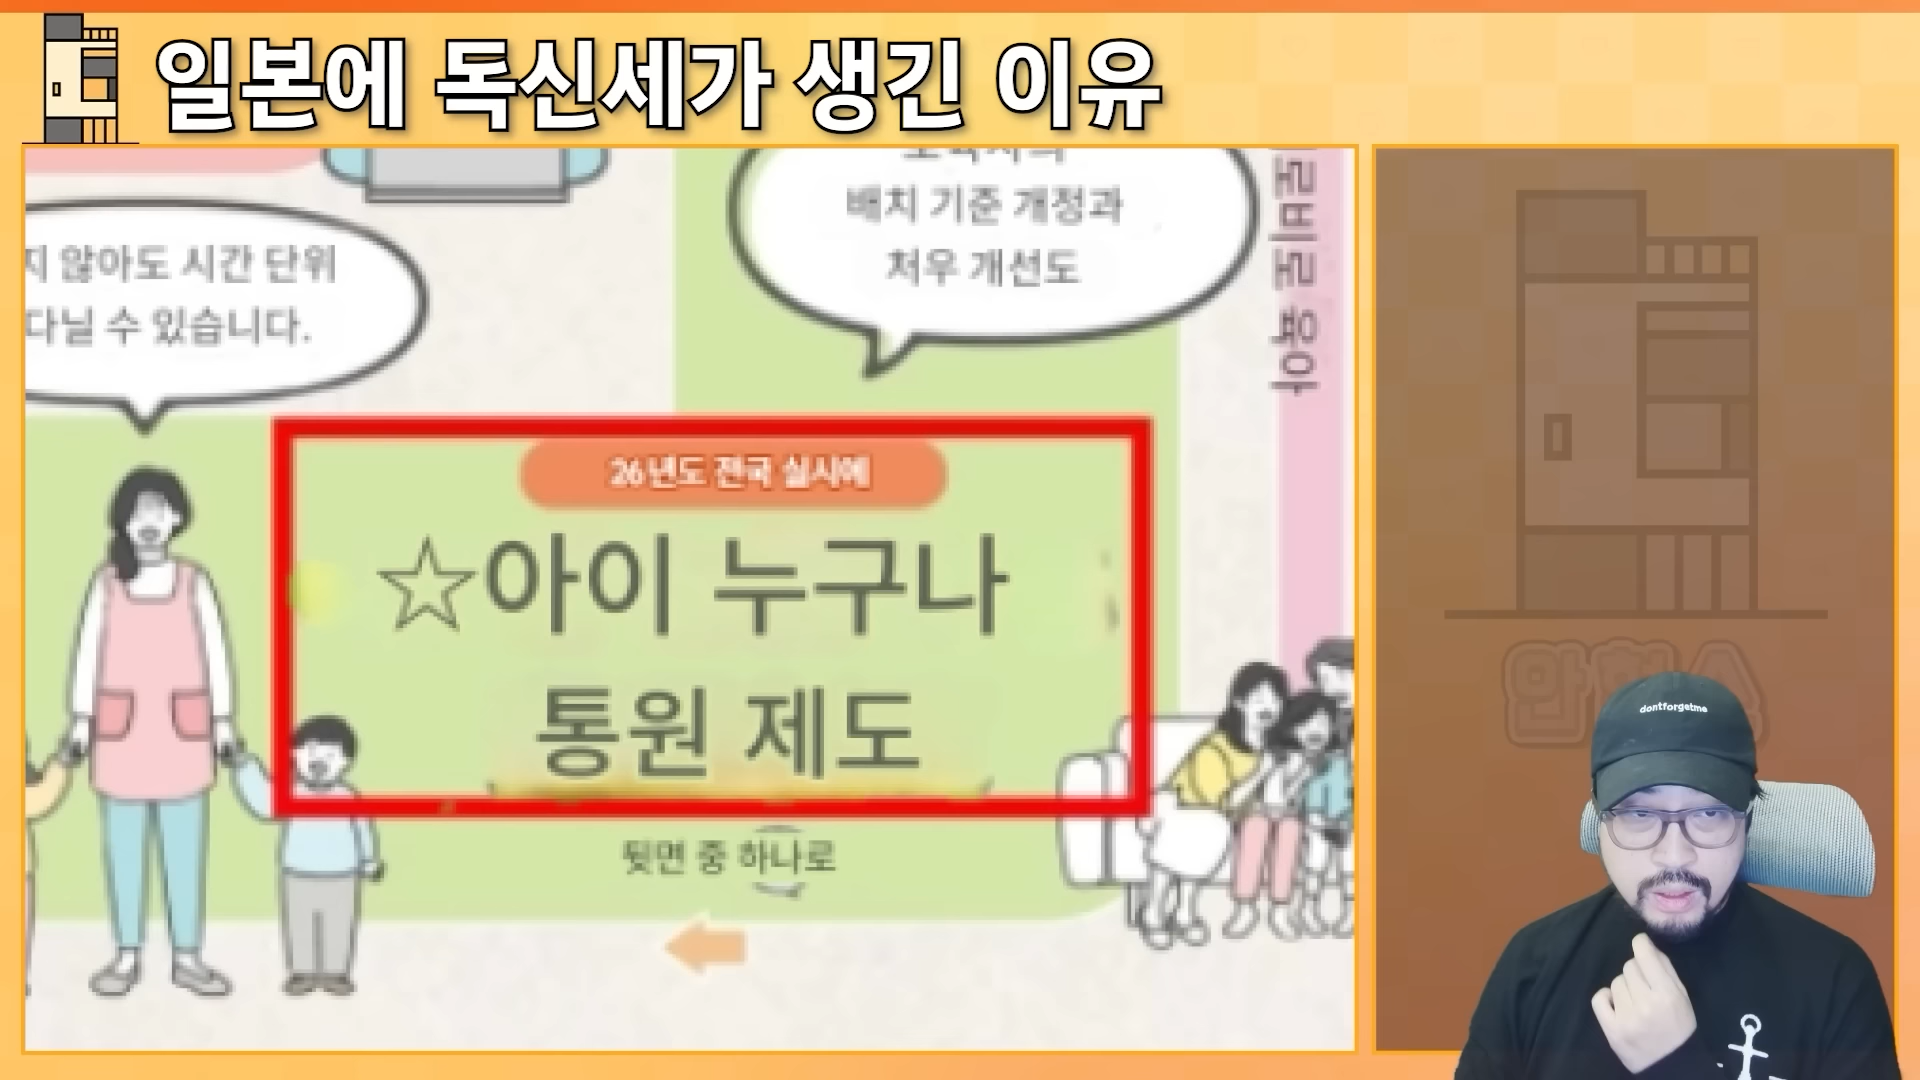 일본에 독신세가 생긴 이유
지 않아도 시간 단위
다닐 수 있습니다.
배치 기준 개정과
처우 개선도
26년도 전국 실시에
☆아이 누구나
통원 제도
뒷면 중 하나로
dontforgetme